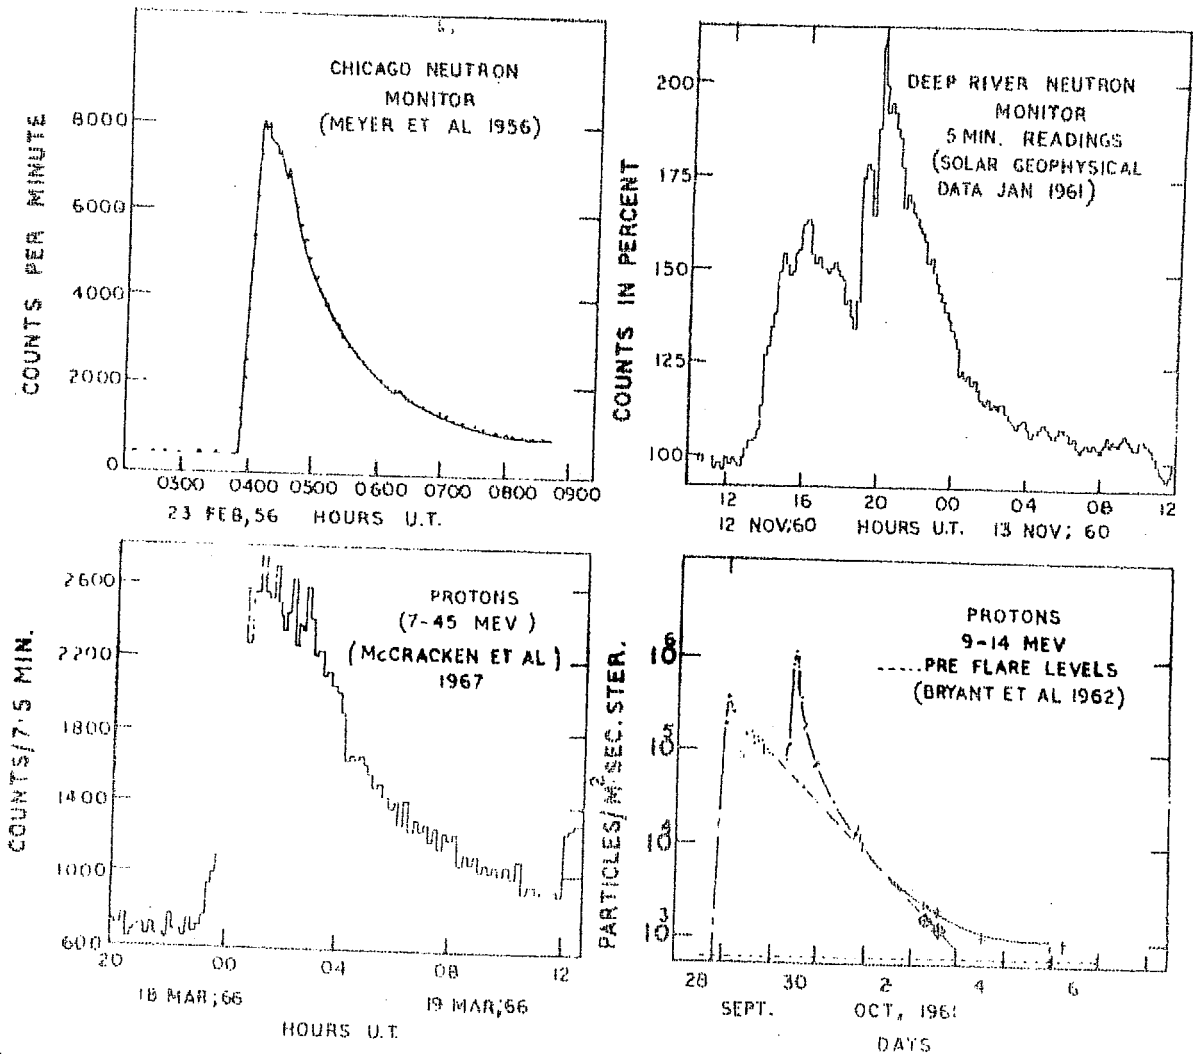 CHICAGO NEUTRON
MONITOR
(MEYER ET AL 1956)
COUNTS PER MINUTE
8000
6000
4000
2000
0
0300 0400 0500 0600 0700 0800 0900
23 FEB,56 HOURS U.T.
DEEP RIVER NEUTRON
MONITOR
5 MIN. READINGS
(SOLAR GEOPHYSICAL
DATA JAN 1961)
COUNTS IN PERCENT
200
175
150
125
100
12 16 20 00 04 08 12
12 NOV;60 HOURS U.T. 13 NOV; 60
PROTONS
(7-45 MEV)
(McCRACKEN ET AL)
1967
COUNTS/7.5 MIN.
2600
2200
1800
1400
1000
600
20 00 04 08 12
18 MAR;66 19 MAR;66
HOURS U.T.
PROTONS
9-14 MEV
-----PRE FLARE LEVELS
(BRYANT ET AL 1962)
PARTICLES/M² SEC. STER.
10⁶
10⁵
10⁴
10³
28 30 2 4 6
SEPT. OCT, 1961
DAYS